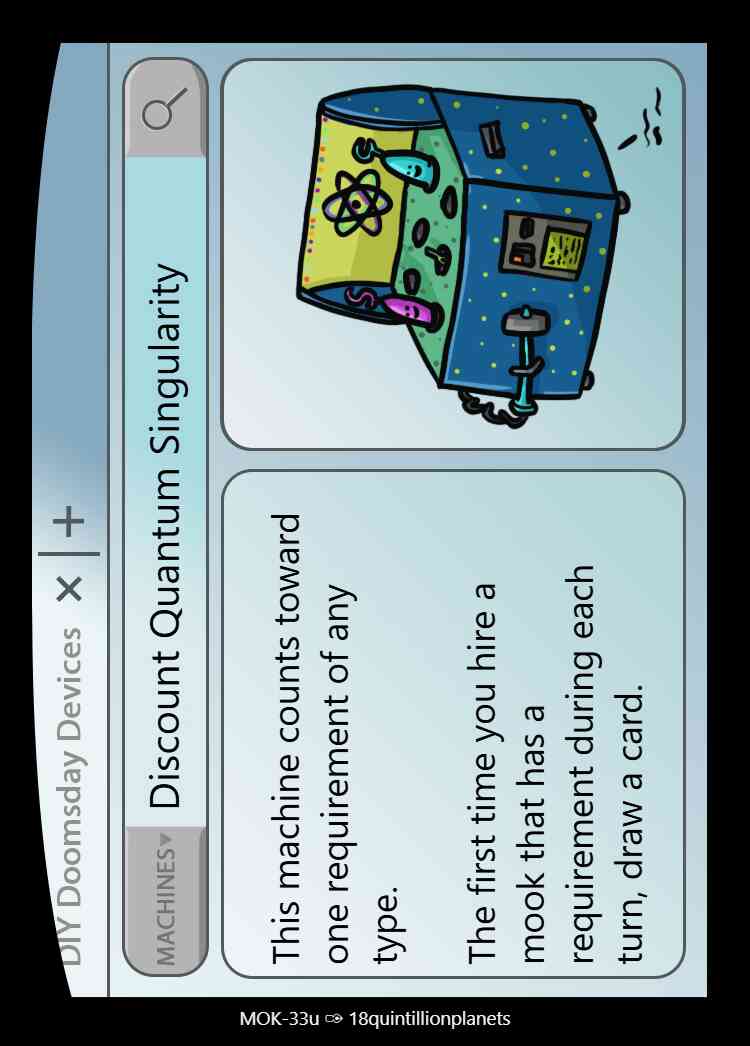 DIY Doomsday Devices × | +
MACHINES▾ Discount Quantum Singularity
This machine counts toward
one requirement of any
type.
The first time you hire a
mook that has a
requirement during each
turn, draw a card.
MOK-33u ✑ 18quintillionplanets